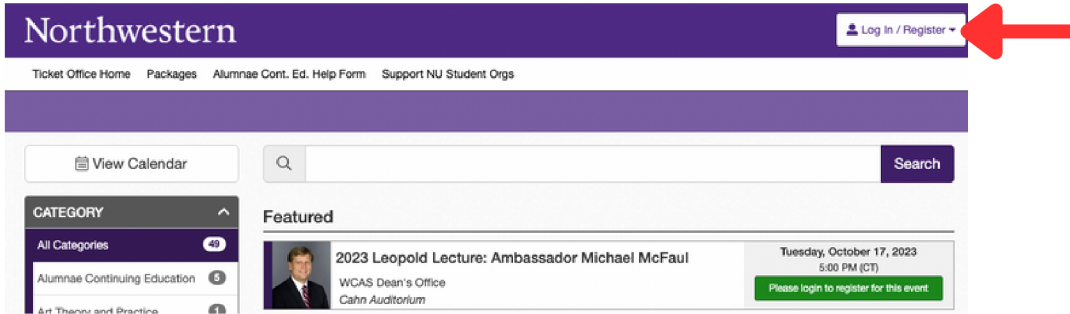 Northwestern
Log In / Register
Ticket Office Home Packages Alumnae Cont. Ed. Help Form Support NU Student Orgs
View Calendar
Search
CATEGORY
All Categories 49
Alumnae Continuing Education 5
Art Theory and Practice 1
Featured
2023 Leopold Lecture: Ambassador Michael McFaul
WCAS Dean's Office
Cahn Auditorium
Tuesday, October 17, 2023
5:00 PM (CT)
Please login to register for this event